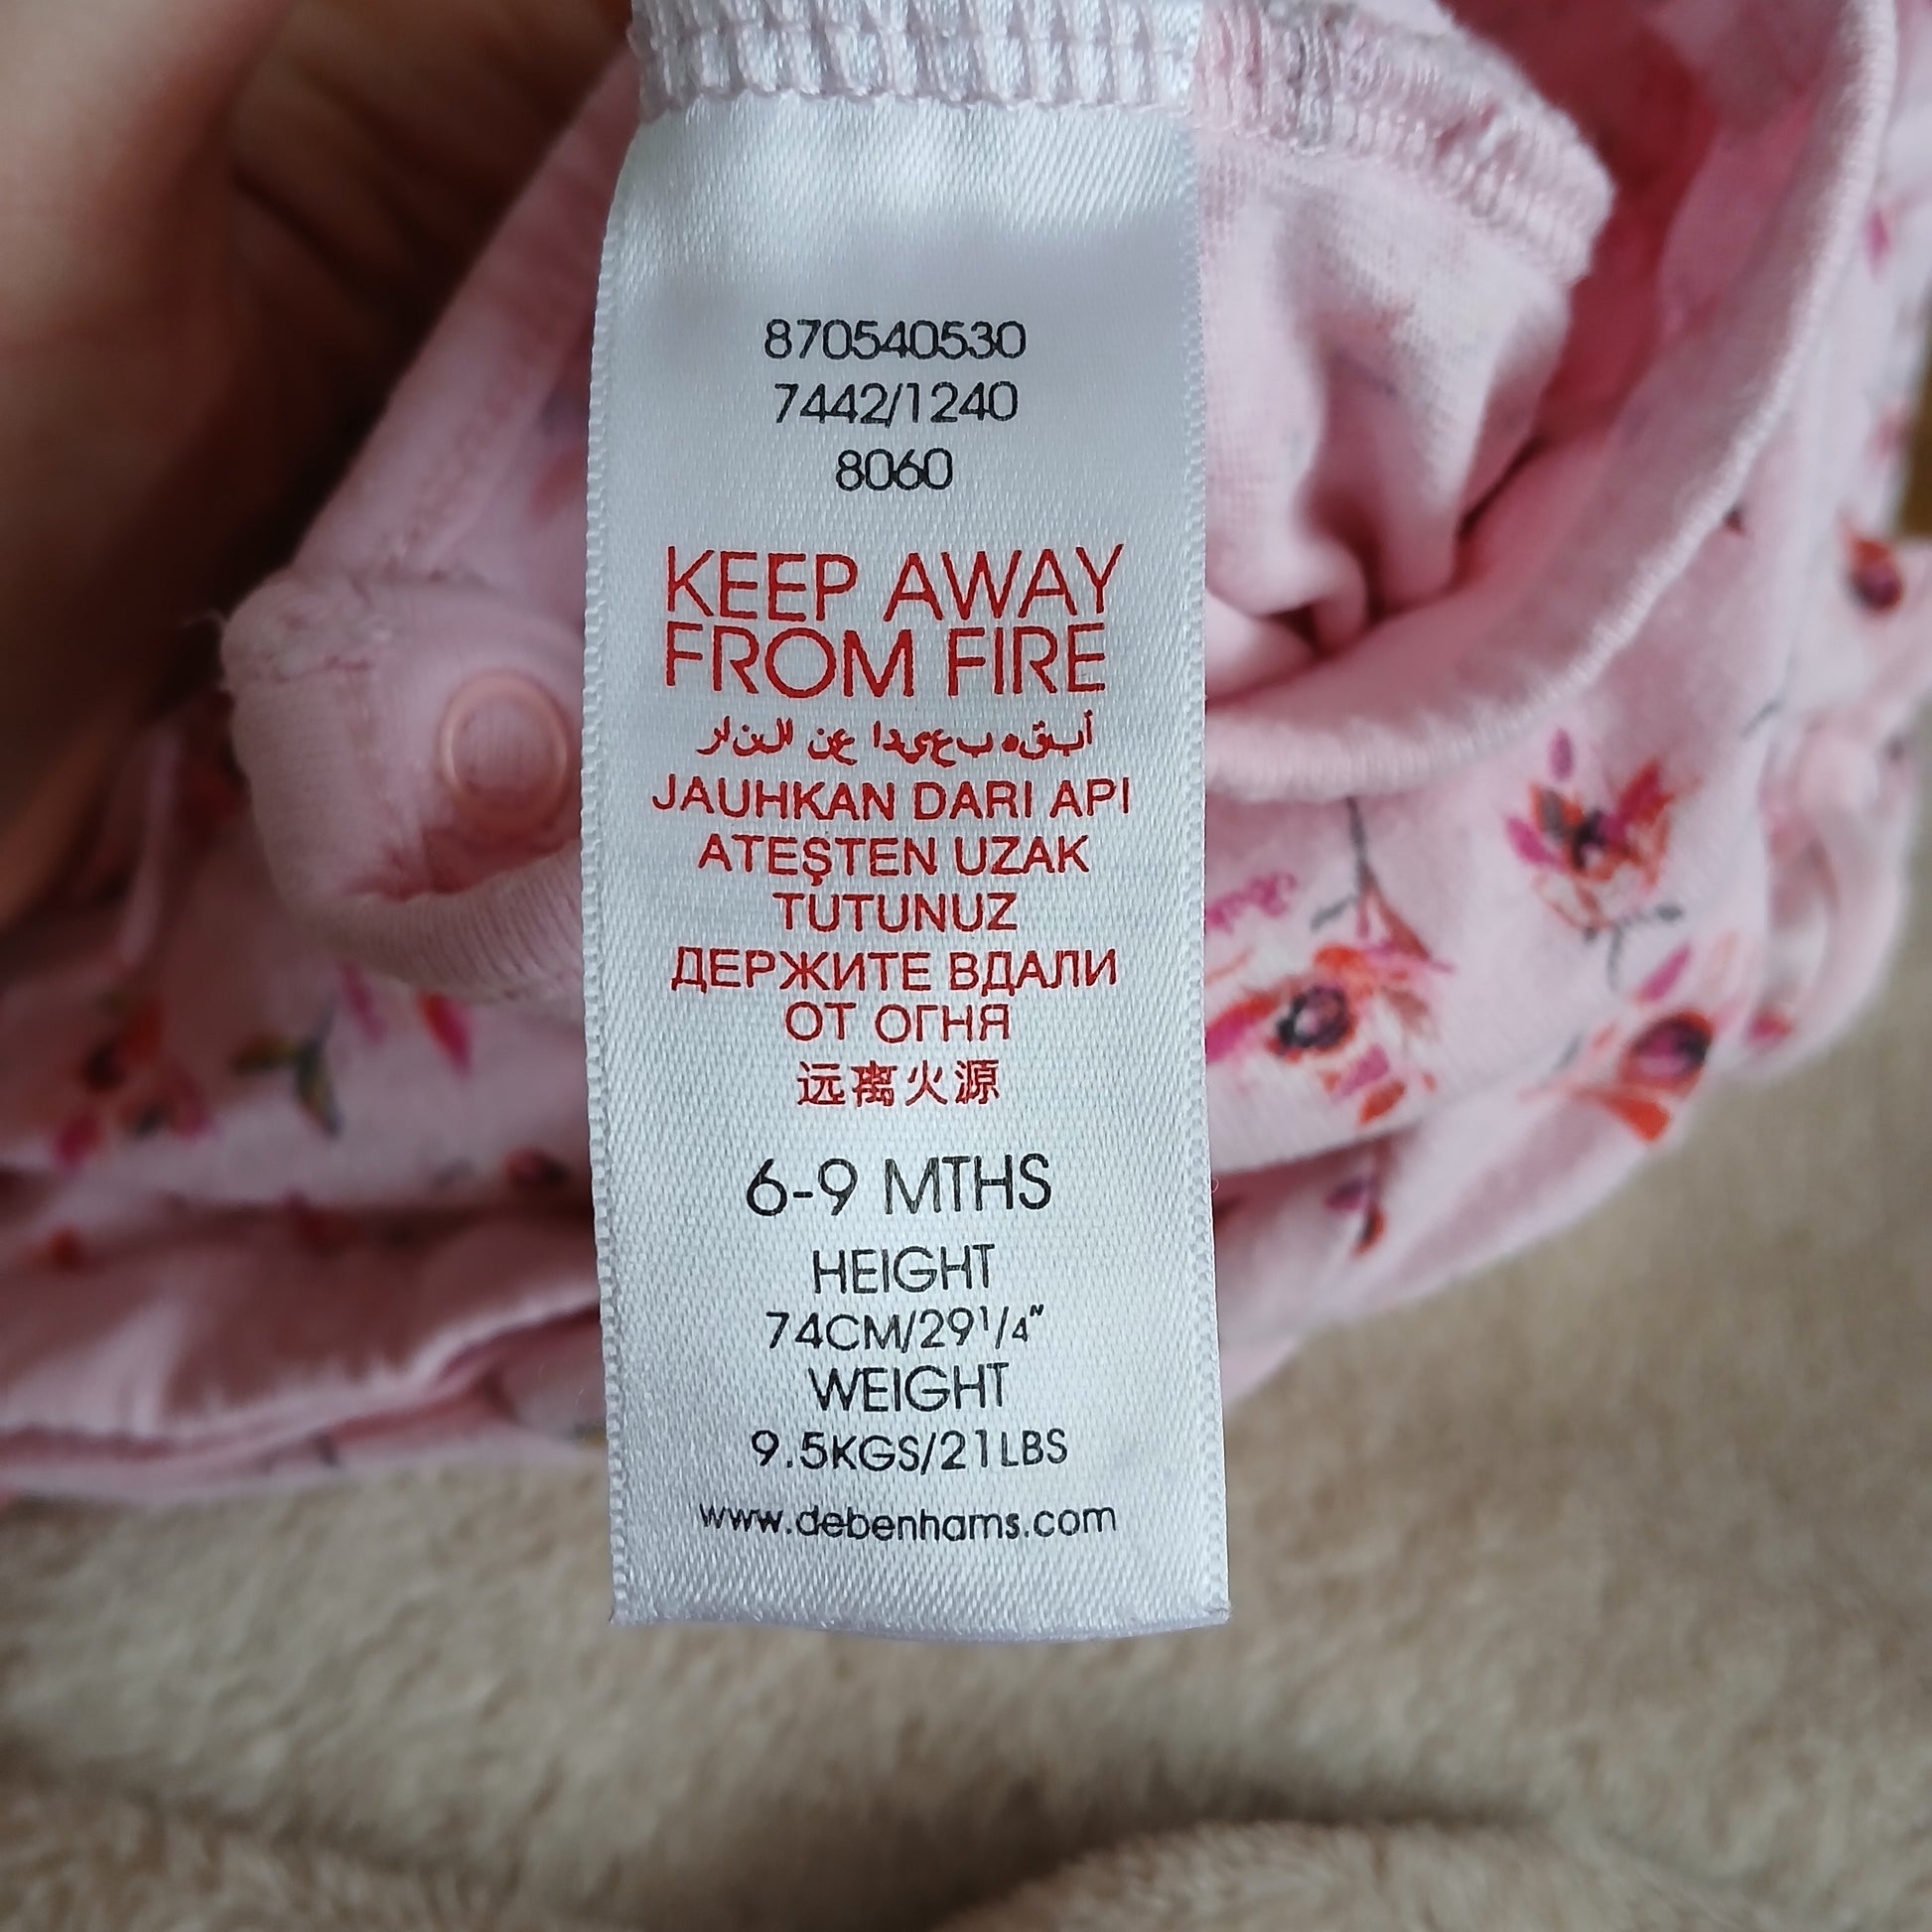 870540530
7442/1240
8060
KEEP AWAY
FROM FIRE
أبقه بعيدا عن النار
JAUHKAN DARI API
ATEŞTEN UZAK
TUTUNUZ
ДЕРЖИТЕ ВДАЛИ
ОТ ОГНЯ
远离火源
6-9 MTHS
HEIGHT
74CM/29¹/₄"
WEIGHT
9.5KGS/21LBS
www.debenhams.com